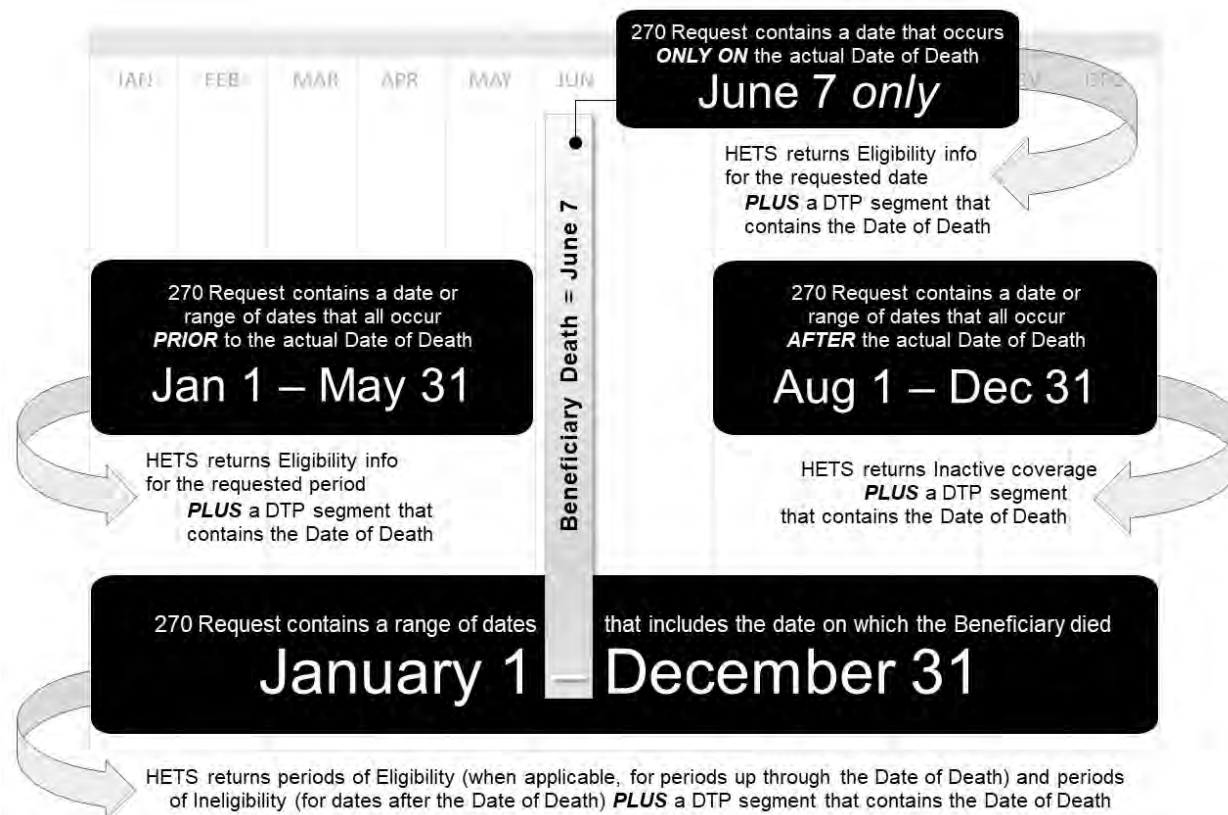 270 Request contains a date that occurs
ONLY ON the actual Date of Death
June 7 only
JAN
FEB
MAR
APR
MAY
JUN
HETS returns Eligibility info
for the requested date
PLUS a DTP segment that
contains the Date of Death
Beneficiary Death = June 7
270 Request contains a date or
range of dates that all occur
PRIOR to the actual Date of Death
Jan 1 – May 31
HETS returns Eligibility info
for the requested period
PLUS a DTP segment that
contains the Date of Death
270 Request contains a date or
range of dates that all occur
AFTER the actual Date of Death
Aug 1 – Dec 31
HETS returns Inactive coverage
PLUS a DTP segment
that contains the Date of Death
270 Request contains a range of dates that includes the date on which the Beneficiary died
January 1 – December 31
HETS returns periods of Eligibility (when applicable, for periods up through the Date of Death) and periods
of Ineligibility (for dates after the Date of Death) PLUS a DTP segment that contains the Date of Death